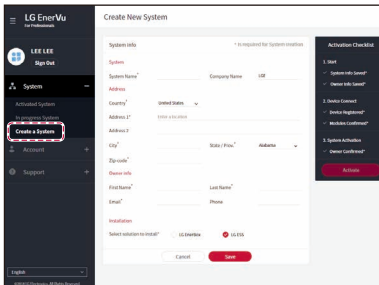 LG EnerVu
For Professionals
LEE LEE
Sign Out
System
Activated System
In progress System
Create a System
Account
Support
English
Create New System
System info
* Is required for System creation
System
System Name*
Company Name
Address
Country*
United States
Address 1*
Enter a location
Address 2
City*
State / Prov.*
Alabama
Zip code*
Owner info
First Name*
Last Name*
Email*
Phone
Installation
Select solution to install*
LG Enerbox
LG ESS
Cancel
Save
Activation Checklist
1. Start
System Info Saved*
Owner Info Saved*
2. Device Connect
Device Registered*
Modules Confirmed*
3. System Activation
Owner Confirmed*
Activate